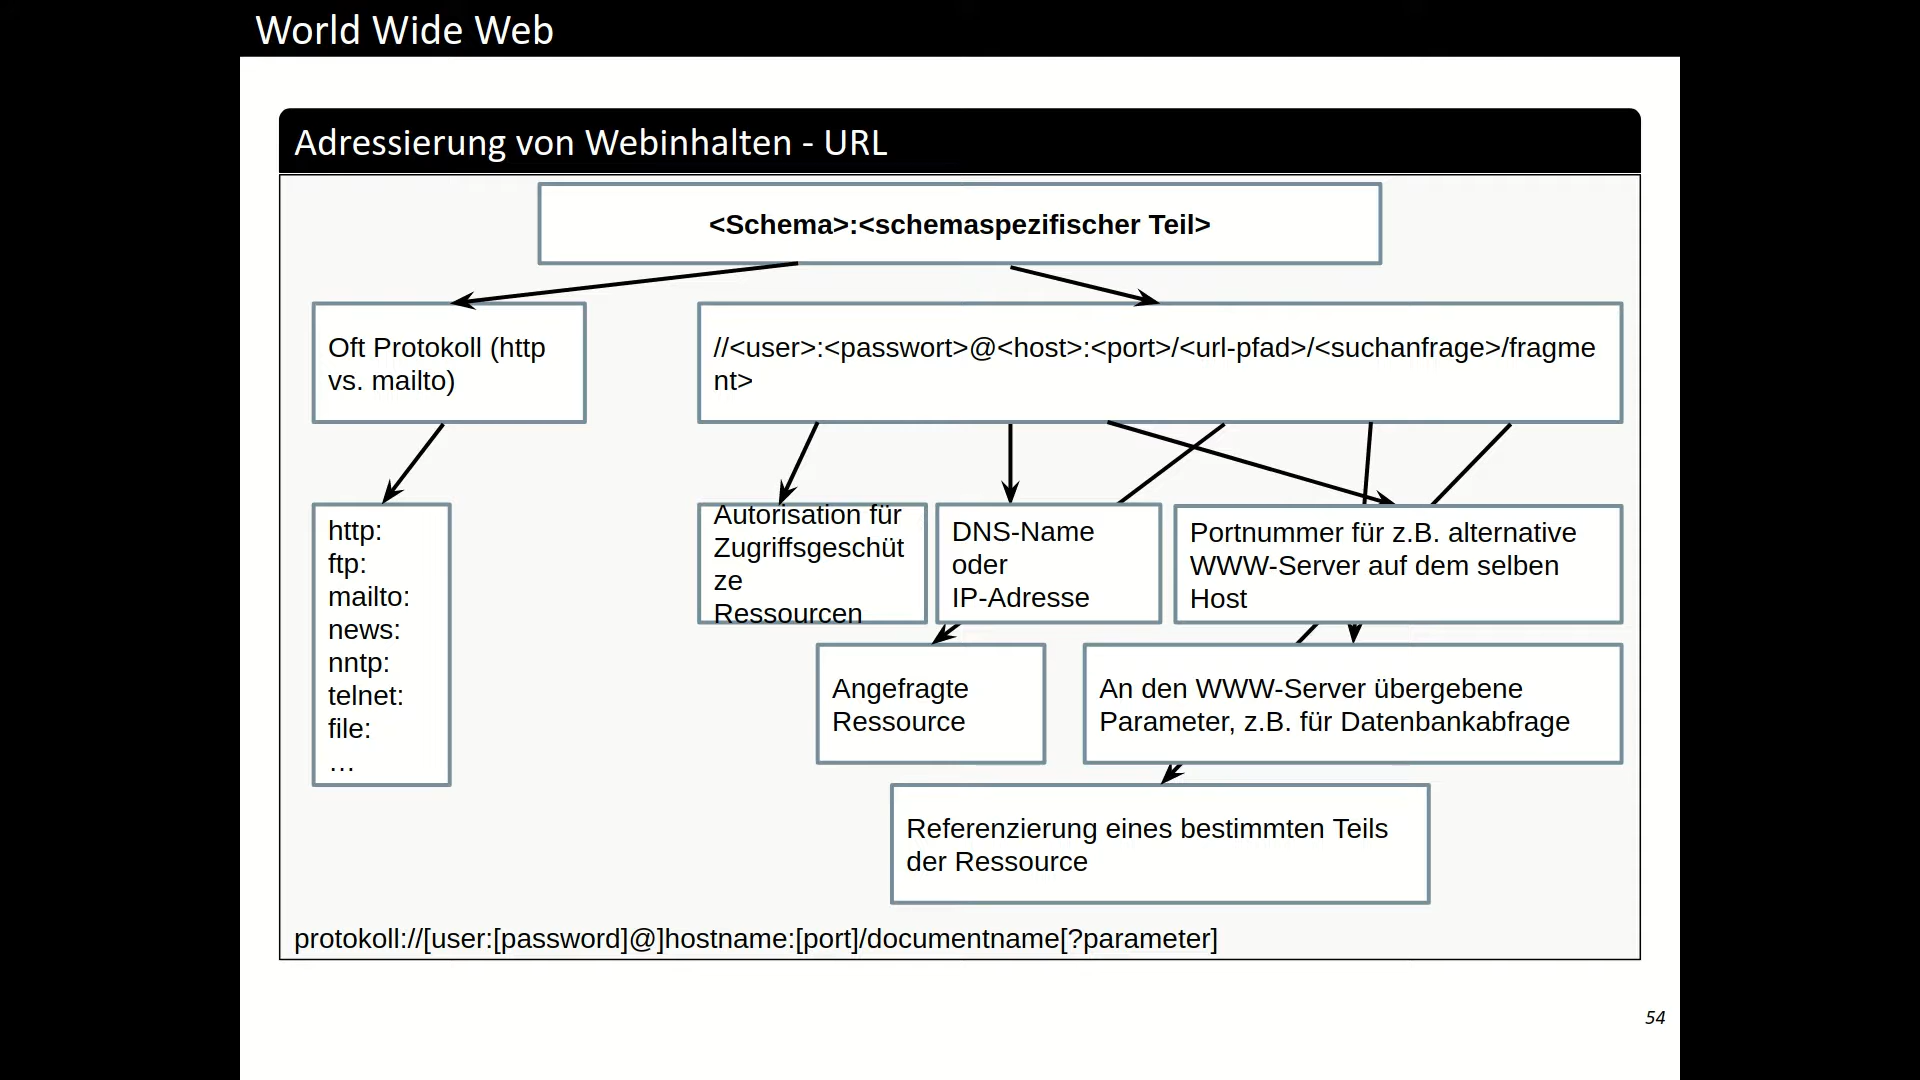 World Wide Web
Adressierung von Webinhalten - URL
<Schema>:<schemaspezifischer Teil>
Oft Protokoll (http
vs. mailto)
//<user>:<passwort>@<host>:<port>/<url-pfad>/<suchanfrage>/fragme
nt>
http:
ftp:
mailto:
news:
nntp:
telnet:
file:
…
Autorisation für
Zugriffsgeschüt
ze
Ressourcen
DNS-Name
oder
IP-Adresse
Portnummer für z.B. alternative
WWW-Server auf dem selben
Host
Angefragte
Ressource
An den WWW-Server übergebene
Parameter, z.B. für Datenbankabfrage
Referenzierung eines bestimmten Teils
der Ressource
protokoll://[user:[password]@]hostname:[port]/documentname[?parameter]
54